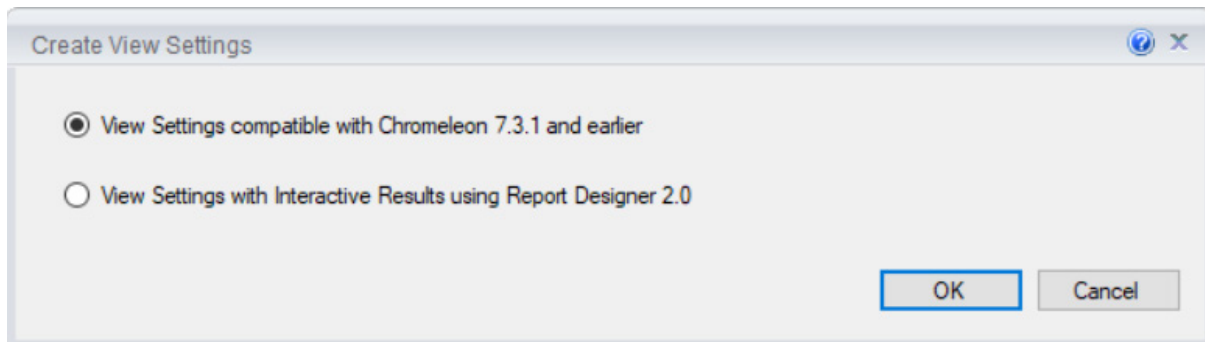 Create View Settings
View Settings compatible with Chromeleon 7.3.1 and earlier
View Settings with Interactive Results using Report Designer 2.0
OK Cancel